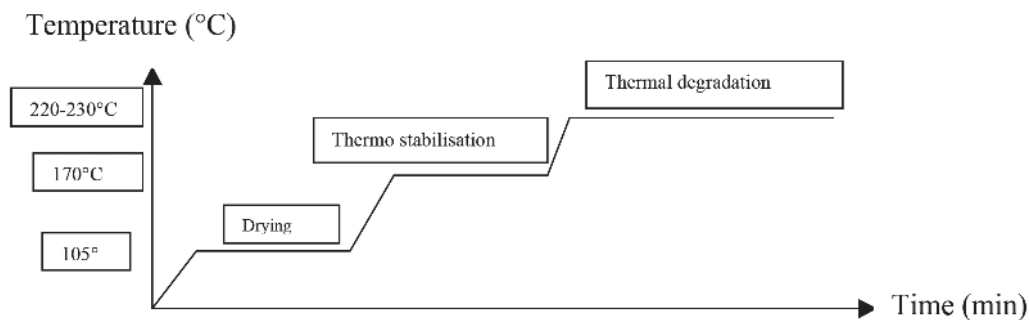 Temperature (°C)
Thermal degradation
220-230°C
Thermo stabilisation
170°C
Drying
105°
Time (min)